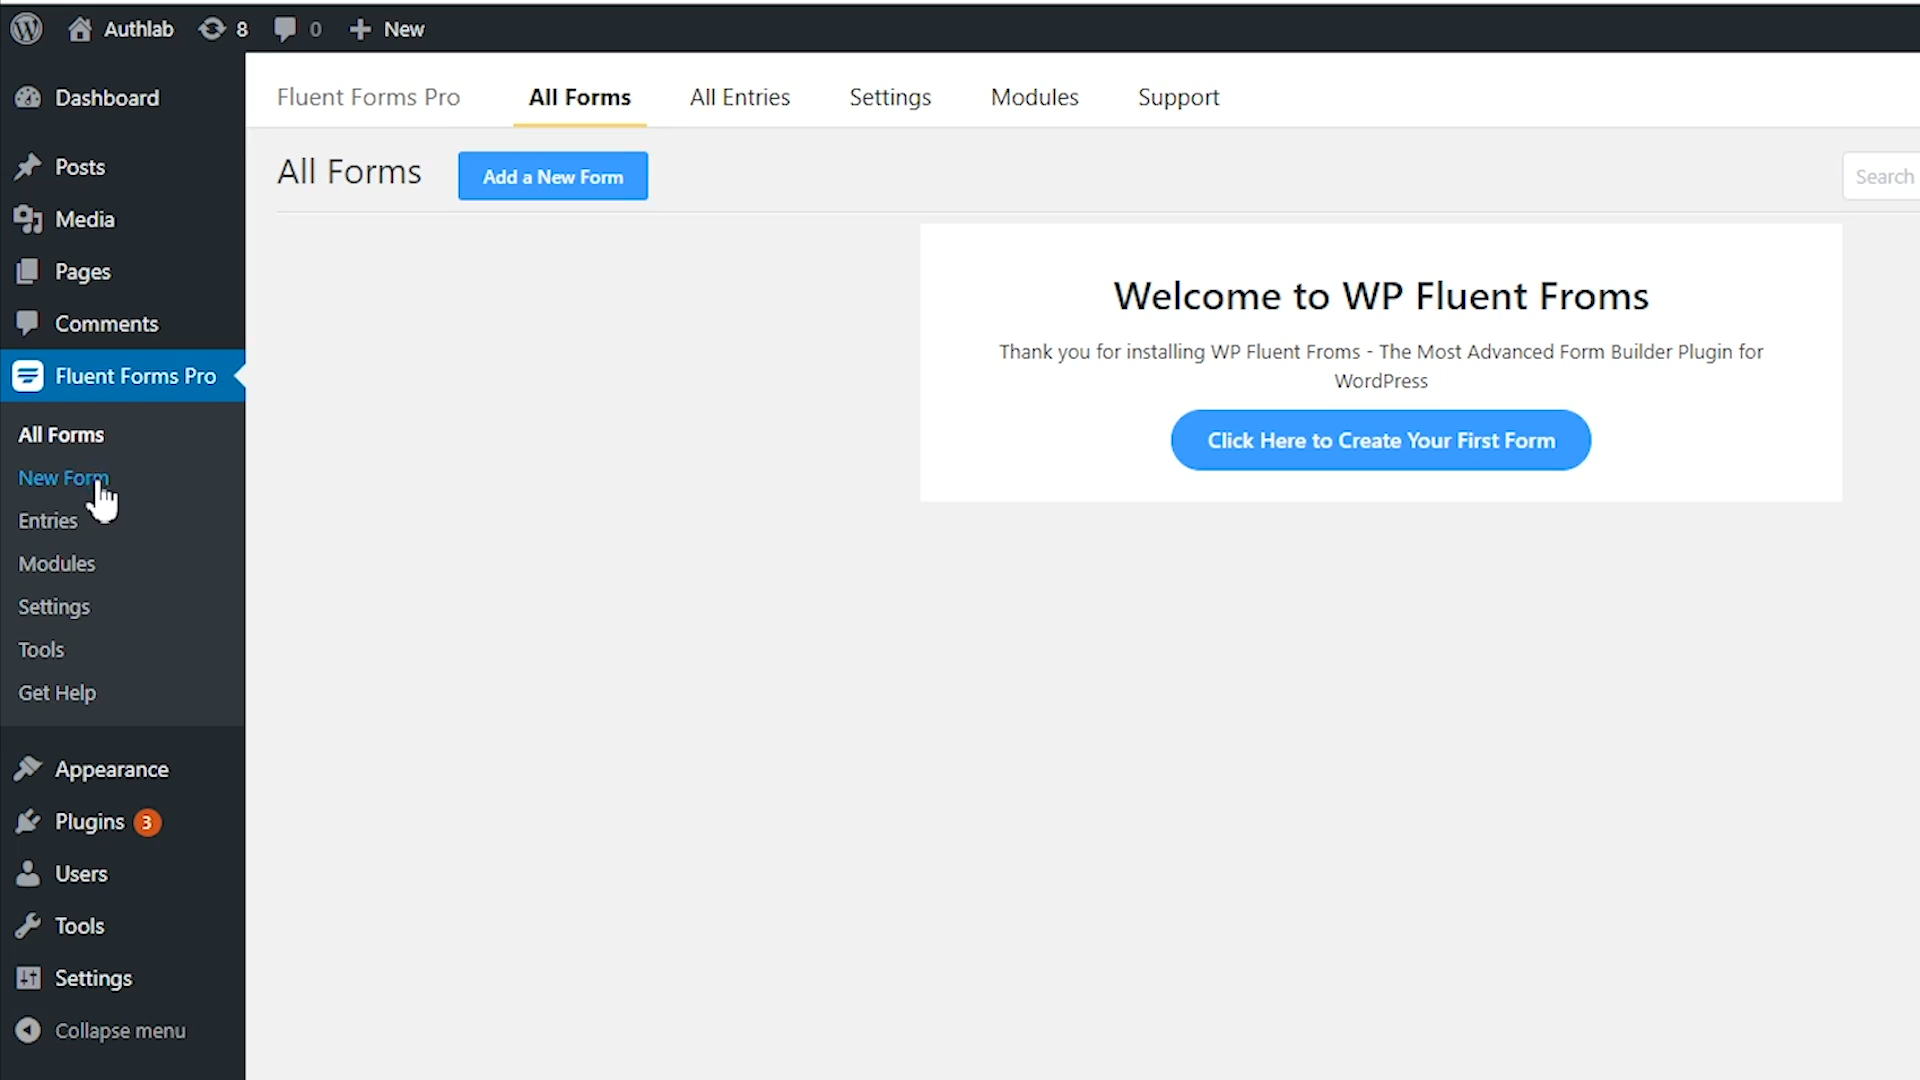 Authlab 8 0 New
Dashboard
Posts
Media
Pages
Comments
Fluent Forms Pro
All Forms
New Form
Entries
Modules
Settings
Tools
Get Help
Appearance
Plugins 3
Users
Tools
Settings
Collapse menu
Fluent Forms Pro All Forms All Entries Settings Modules Support
All Forms Add a New Form Search
Welcome to WP Fluent Froms
Thank you for installing WP Fluent Froms - The Most Advanced Form Builder Plugin for
WordPress
Click Here to Create Your First Form